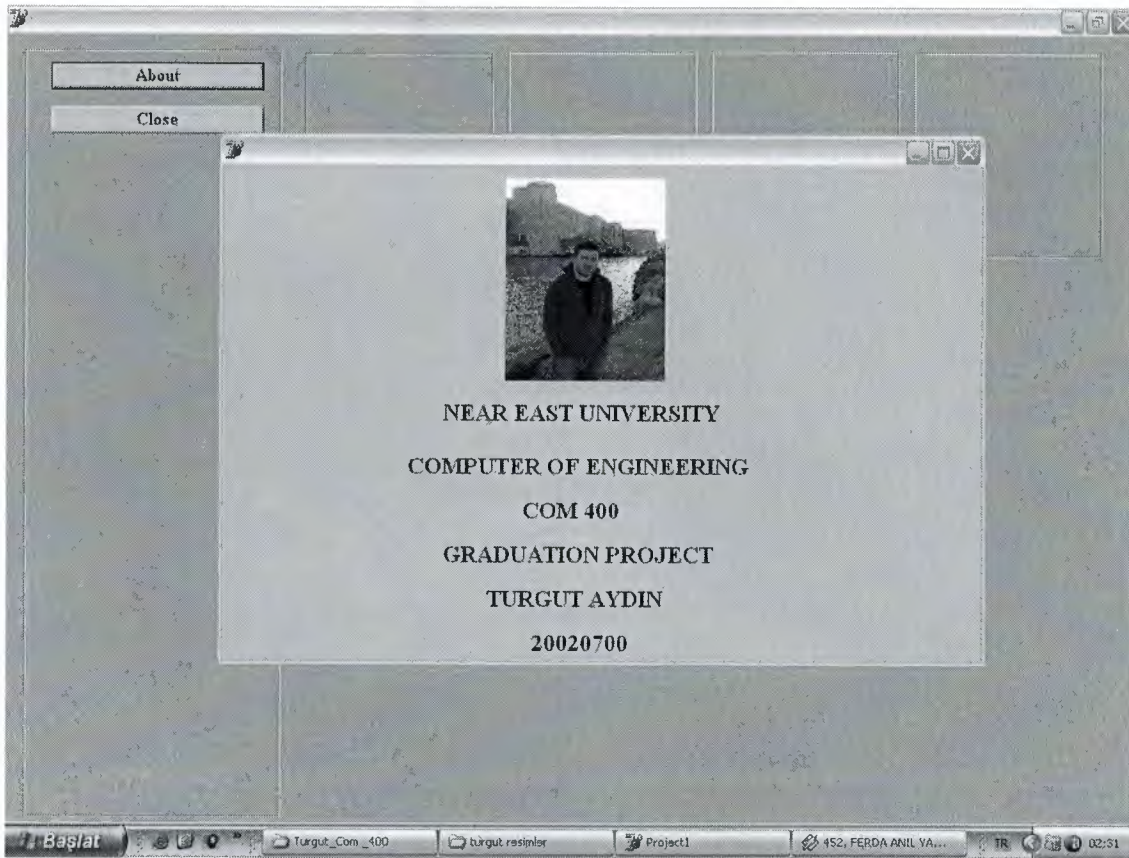 About
Close
NEAR EAST UNIVERSITY
COMPUTER OF ENGINEERING
COM 400
GRADUATION PROJECT
TURGUT AYDIN
20020700
Başlat
Turgut_Com _400
turgut resimler
Project1
452, FERDA ANIL YA...
TR
02:31